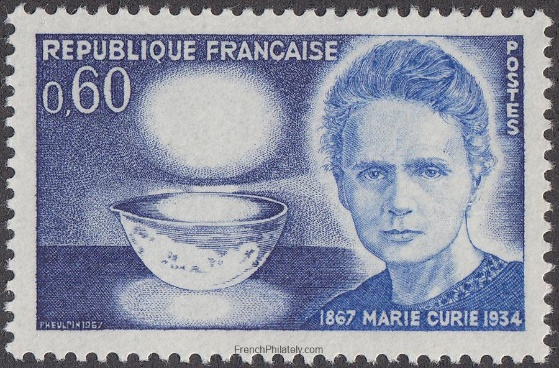 REPUBLIQUE FRANÇAISE
0,60
POSTES
1867 MARIE CURIE 1934
PHEULPIN 1967
FrenchPhilately.com